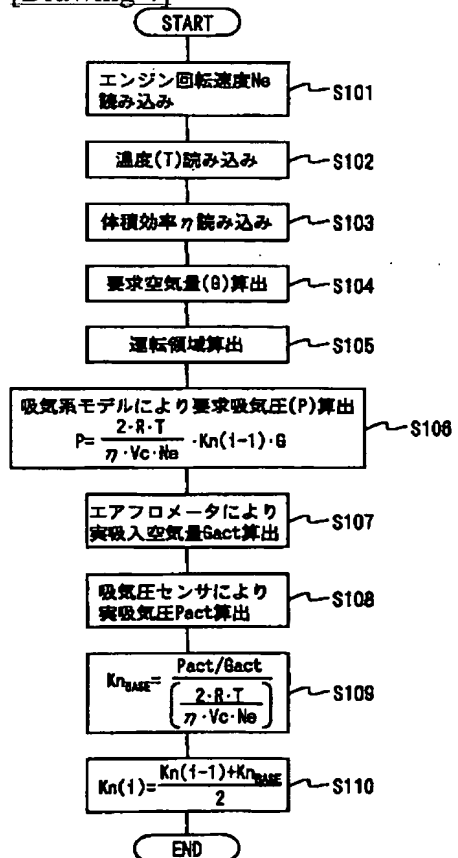 START
エンジン回転速度Ne
読み込み
S101
温度(T)読み込み
S102
体積効率η読み込み
S103
要求空気量(G)算出
S104
運転領域算出
S105
吸気系モデルにより要求吸気圧(P)算出
P= 2·R·T / η·Vc·Ne ·Kn(i-1)·G
S106
エアフロメータにより
実吸入空気量Gact算出
S107
吸気圧センサにより
実吸気圧Pact算出
S108
KnBASE= Pact/Gact / (2·R·T / η·Vc·Ne)
S109
Kn(i)= Kn(i-1)+KnBASE / 2
S110
END